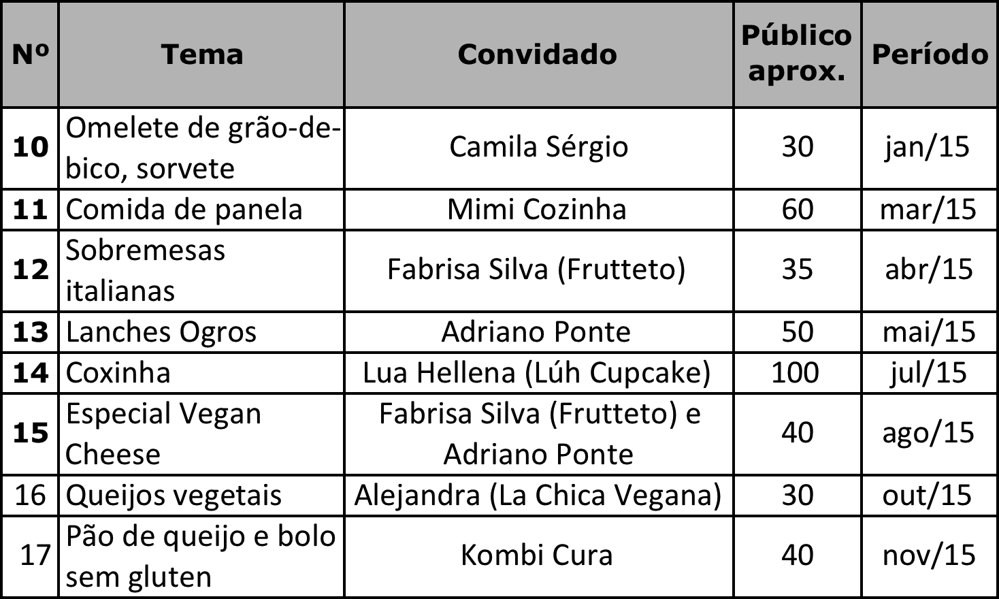 Nº Tema Convidado Público aprox. Período
10 Omelete de grão-de-bico, sorvete Camila Sérgio 30 jan/15
11 Comida de panela Mimi Cozinha 60 mar/15
12 Sobremesas italianas Fabrisa Silva (Frutteto) 35 abr/15
13 Lanches Ogros Adriano Ponte 50 mai/15
14 Coxinha Lua Hellena (Lúh Cupcake) 100 jul/15
15 Especial Vegan Cheese Fabrisa Silva (Frutteto) e Adriano Ponte 40 ago/15
16 Queijos vegetais Alejandra (La Chica Vegana) 30 out/15
17 Pão de queijo e bolo sem gluten Kombi Cura 40 nov/15